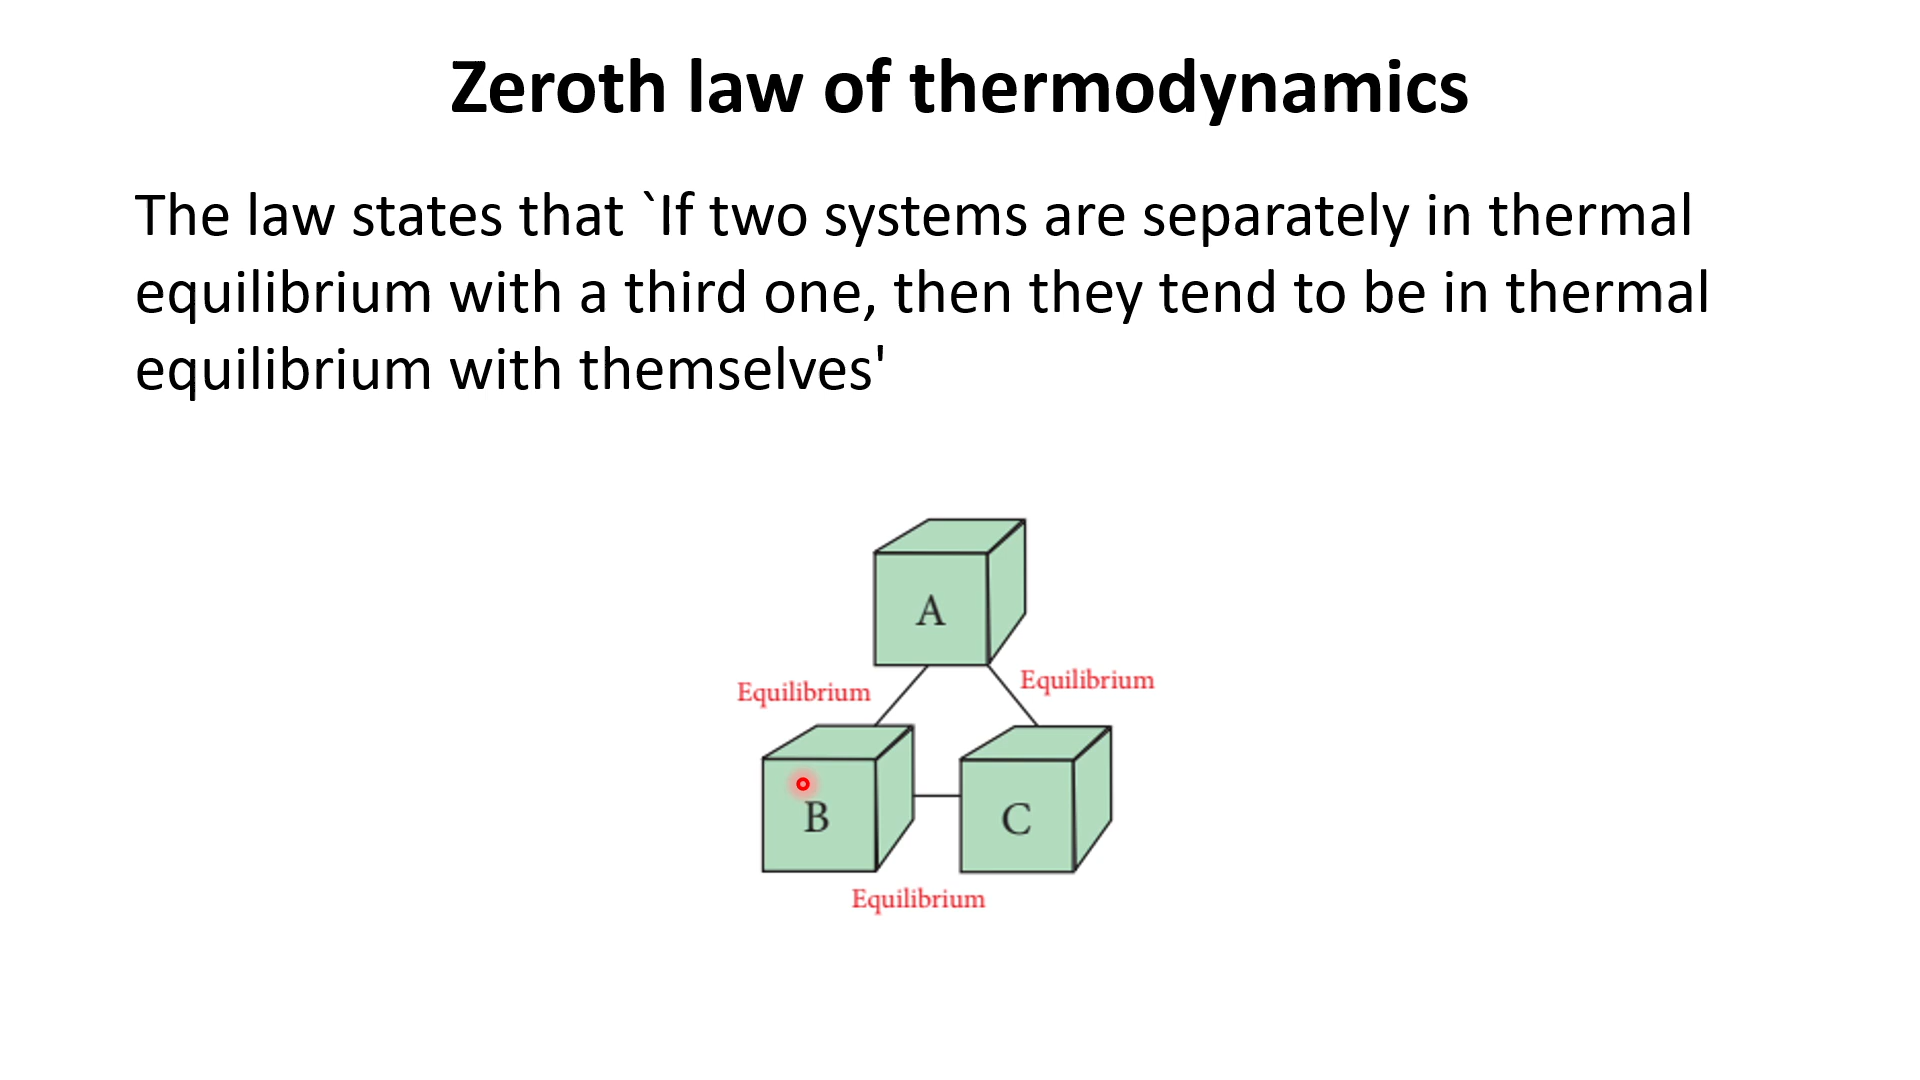 Zeroth law of thermodynamics
The law states that `If two systems are separately in thermal
equilibrium with a third one, then they tend to be in thermal
equilibrium with themselves'
A
Equilibrium
Equilibrium
B
C
Equilibrium